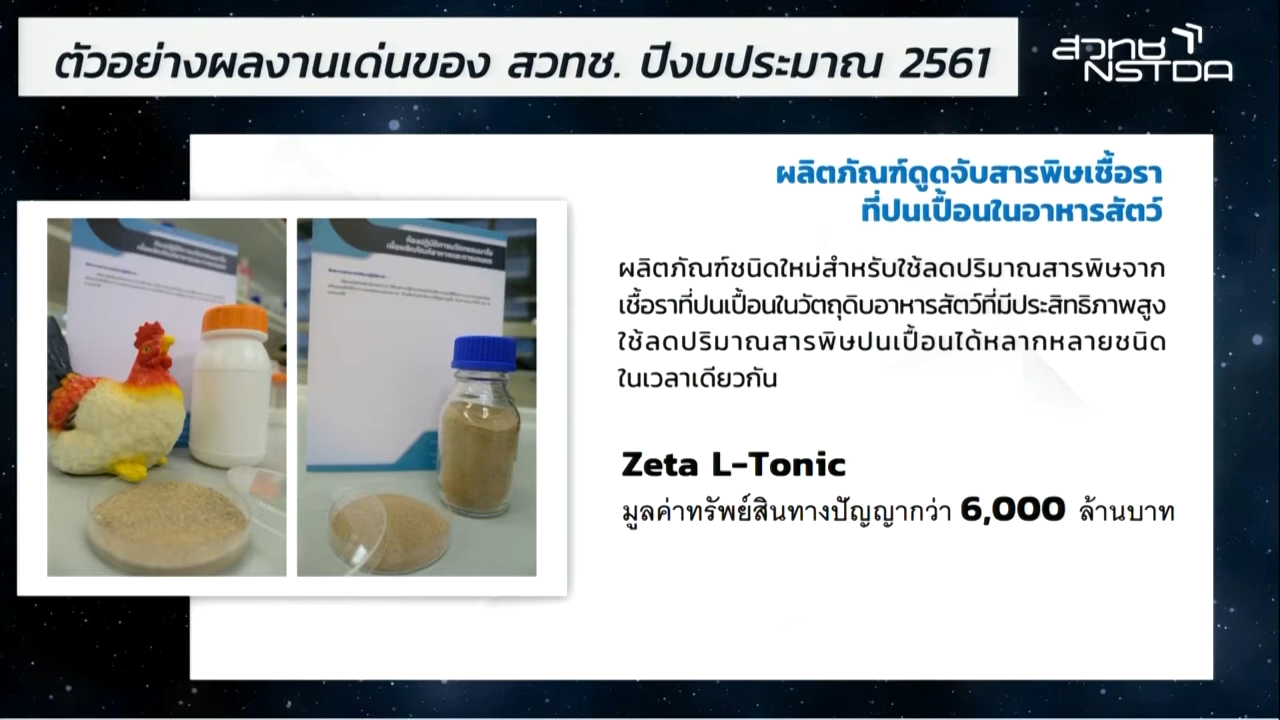 ตัวอย่างผลงานเด่นของ สวทช. ปีงบประมาณ 2561
สวทช
NSTDA
ผลิตภัณฑ์ดูดจับสารพิษเชื้อรา
ที่ปนเปื้อนในอาหารสัตว์
ผลิตภัณฑ์ชนิดใหม่สำหรับใช้ลดปริมาณสารพิษจาก
เชื้อราที่ปนเปื้อนในวัตถุดิบอาหารสัตว์ที่มีประสิทธิภาพสูง
ใช้ลดปริมาณสารพิษปนเปื้อนได้หลากหลายชนิด
ในเวลาเดียวกัน
Zeta L-Tonic
มูลค่าทรัพย์สินทางปัญญากว่า 6,000 ล้านบาท